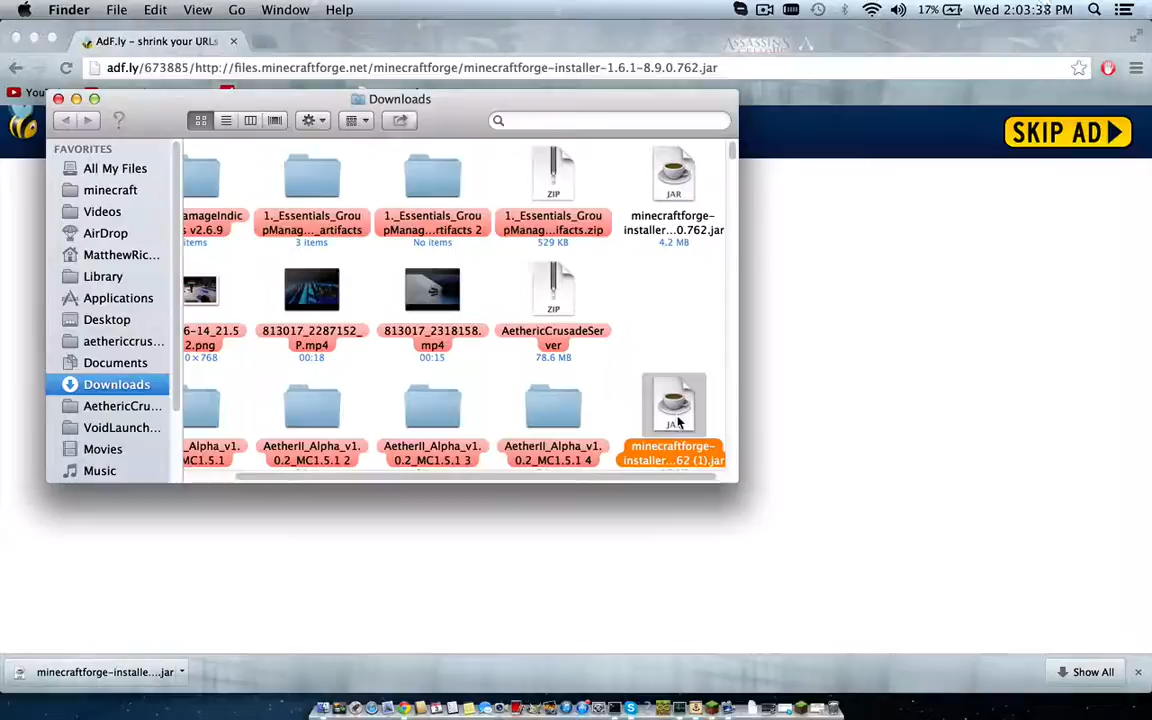 Finder File Edit View Go Window Help 17% Wed 2:03:38 PM
AdF.ly – shrink your URLs
ASSASSINS
adf.ly/673885/http://files.minecraftforge.net/minecraftforge/minecraftforge-installer-1.6.1-8.9.0.762.jar
You
SKIP AD
Downloads
FAVORITES
All My Files
minecraft
Videos
AirDrop
MatthewRic...
Library
Applications
Desktop
aethericcrus...
Documents
Downloads
AethericCru...
VoidLaunch...
Movies
Music
ZIP JAR
amageIndic 1._Essentials_Grou 1._Essentials_Grou 1._Essentials_Grou minecraftforge-
s v2.6.9 pManag..._artifacts pManag...rtifacts 2 pManag...ifacts.zip installer...0.762.jar
items 3 items No items 529 KB 4.2 MB
ZIP
6-14_21.5 813017_2287152_ 813017_2318158. AethericCrusadeSer
2.png P.mp4 mp4 ver
0×768 00:18 00:15 78.6 MB
JAR
_Alpha_v1. AetherII_Alpha_v1. AetherII_Alpha_v1. AetherII_Alpha_v1. minecraftforge-
MC1.5.1 0.2_MC1.5.1 2 0.2_MC1.5.1 3 0.2_MC1.5.1 4 installer...62 (1).jar
minecraftforge-installe....jar Show All